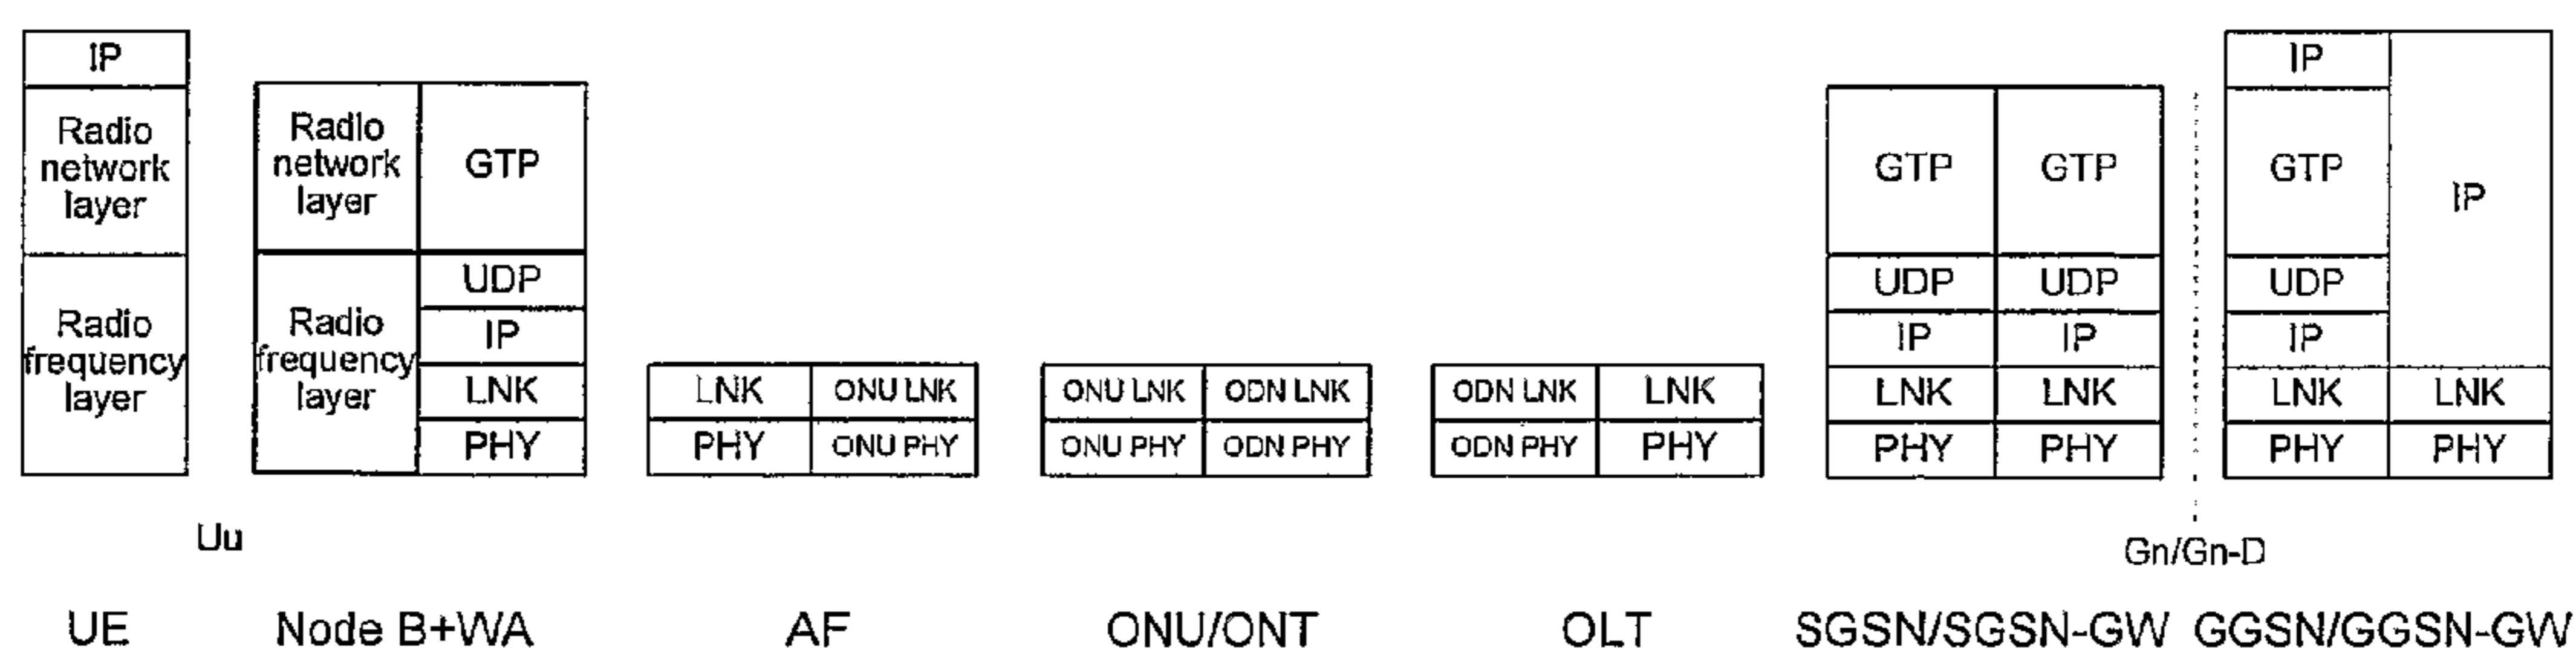 IP
Radio
network
layer
Radio
frequency
layer
Radio
network
layer
GTP
Radio
frequency
layer
UDP
IP
LNK
PHY
LNK ONU LNK
PHY ONU PHY
ONU LNK ODN LNK
ONU PHY ODN PHY
ODN LNK LNK
ODN PHY PHY
GTP GTP
UDP UDP
IP IP
LNK LNK
PHY PHY
IP
GTP
IP
UDP
IP
LNK LNK
PHY PHY
Uu
Gn/Gn-D
UE Node B+WA AF ONU/ONT OLT SGSN/SGSN-GW GGSN/GGSN-GW